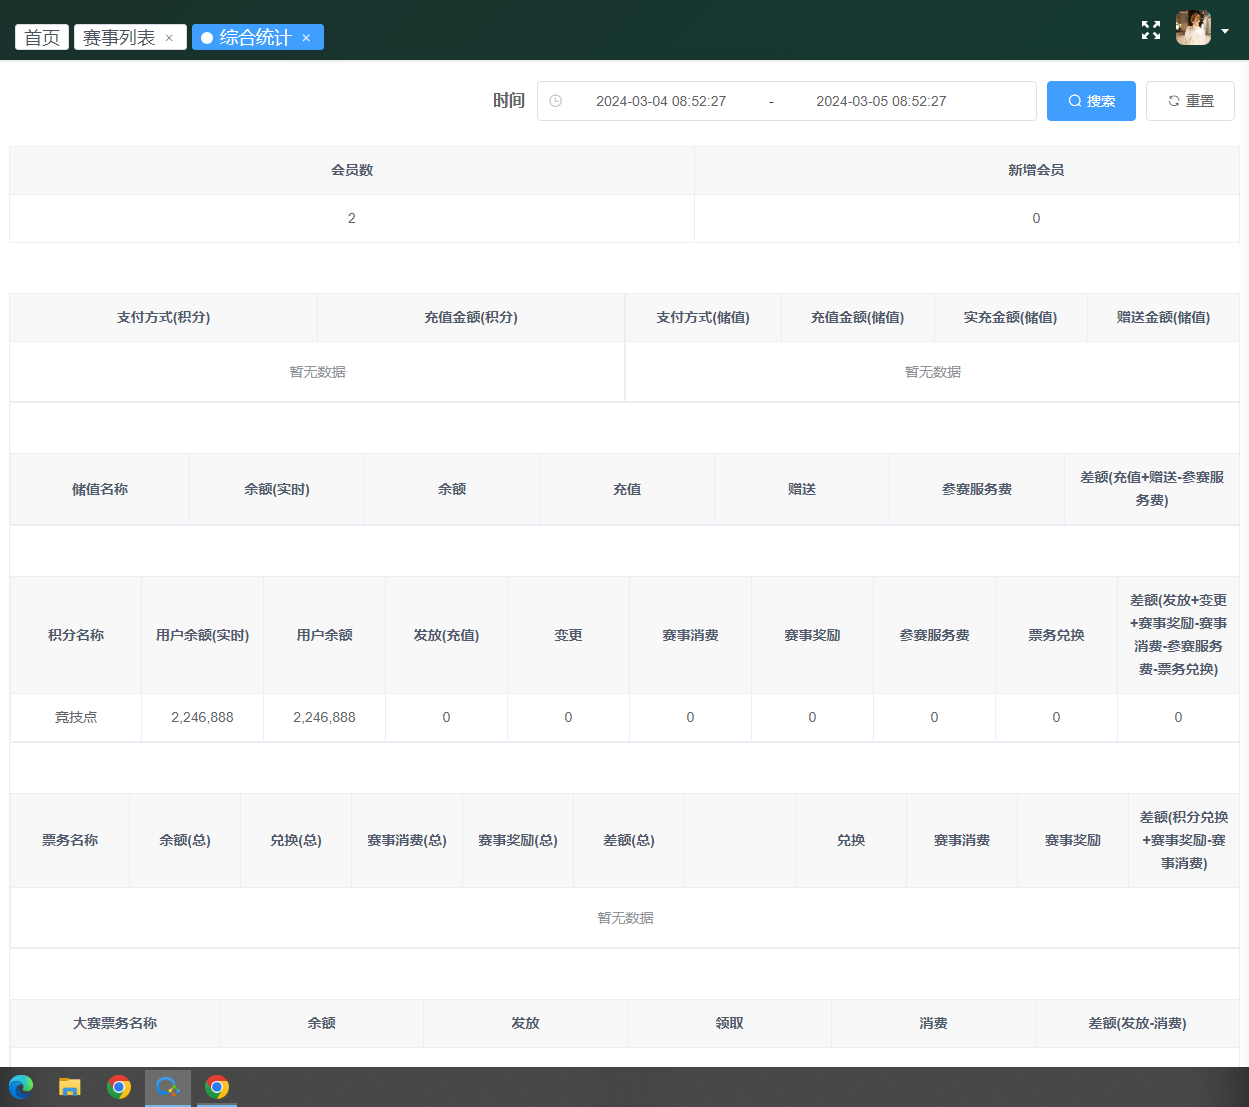 首页 赛事列表 × 综合统计 ×
时间 2024-03-04 08:52:27 - 2024-03-05 08:52:27 搜索 重置
会员数 新增会员
2 0
支付方式(积分) 充值金额(积分) 支付方式(储值) 充值金额(储值) 实充金额(储值) 赠送金额(储值)
暂无数据 暂无数据
储值名称 余额(实时) 余额 充值 赠送 参赛服务费 差额(充值+赠送-参赛服
务费)
积分名称 用户余额(实时) 用户余额 发放(充值) 变更 赛事消费 赛事奖励 参赛服务费 票务兑换 差额(发放+变更
+赛事奖励-赛事
消费-参赛服务
费-票务兑换)
竞技点 2,246,888 2,246,888 0 0 0 0 0 0 0
票务名称 余额(总) 兑换(总) 赛事消费(总) 赛事奖励(总) 差额(总) 兑换 赛事消费 赛事奖励 差额(积分兑换
+赛事奖励-赛
事消费)
暂无数据
大赛票务名称 余额 发放 领取 消费 差额(发放-消费)